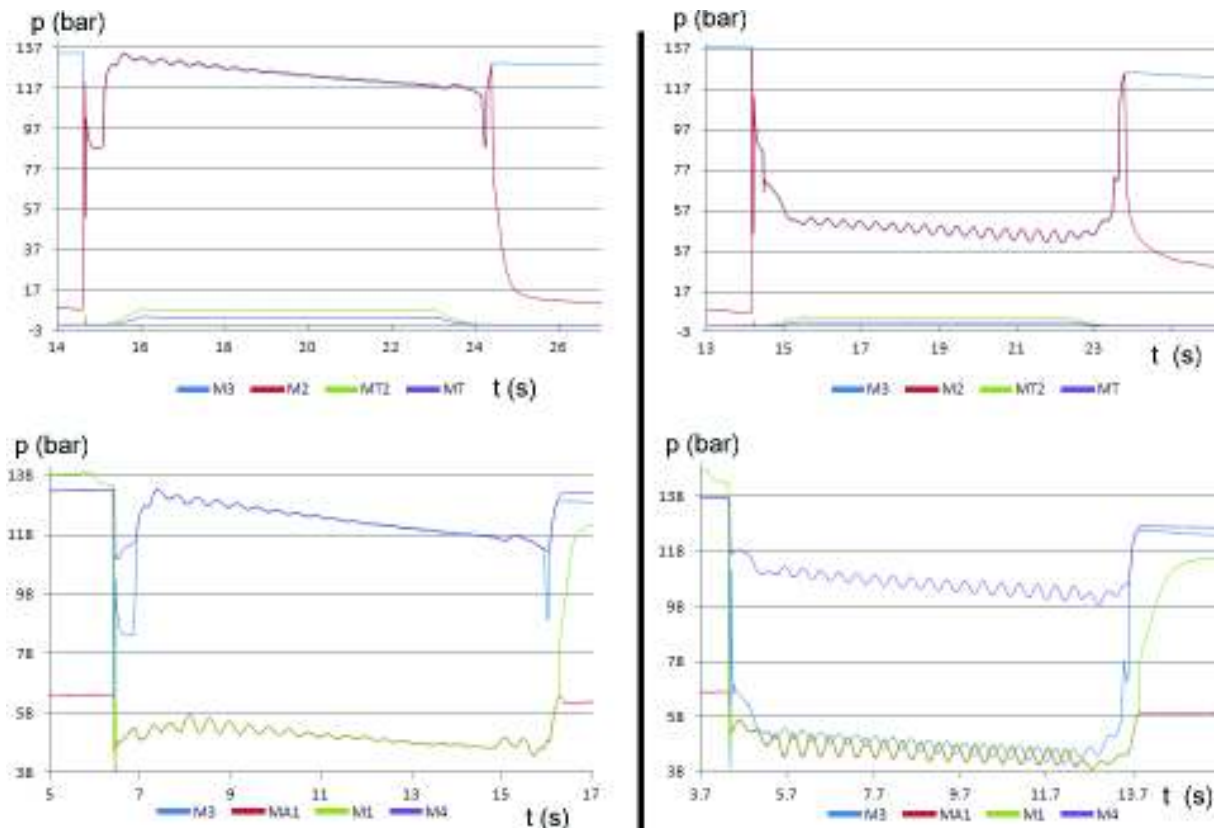 p (bar)
157
137
117
97
77
57
37
17
-3
14 16 18 20 22 24 26
M3 M2 MT2 MT t (s)
p (bar)
157
137
117
97
77
57
37
17
-3
13 15 17 19 21 23
t (s)
M3 M2 MT2 MT
p (bar)
138
118
98
78
58
38
5 7 9 11 13 15 17
M3 MA1 M1 M4 t (s)
p (bar)
138
118
98
78
58
38
3.7 5.7 7.7 9.7 11.7 13.7 t (s)
M3 MA1 M1 M4